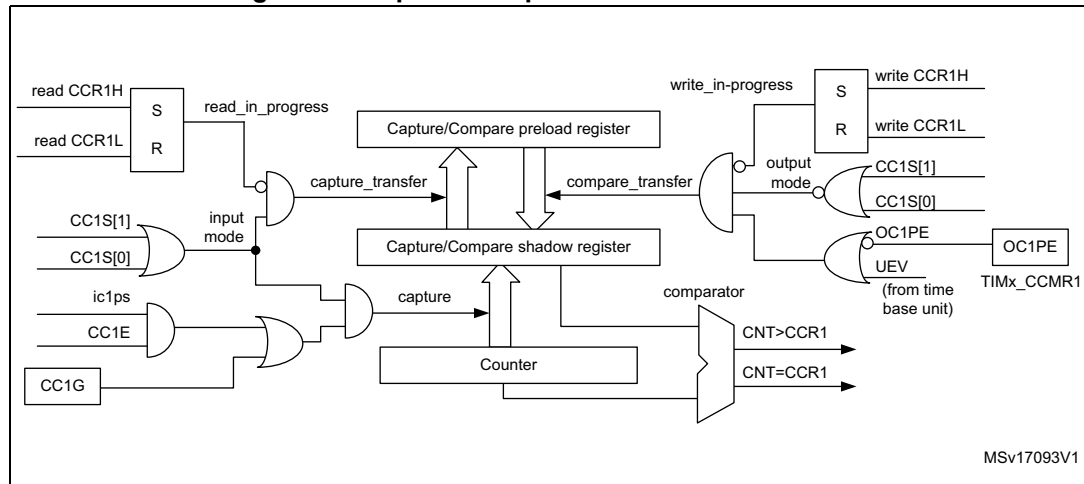 read CCR1H
read CCR1L
S
R
read_in_progress
CC1S[1]
CC1S[0]
input
mode
ic1ps
CC1E
CC1G
capture_transfer
capture
Capture/Compare preload register
Capture/Compare shadow register
Counter
compare_transfer
comparator
CNT>CCR1
CNT=CCR1
write_in-progress
S
R
write CCR1H
write CCR1L
output
mode
CC1S[1]
CC1S[0]
OC1PE
UEV
(from time
base unit)
OC1PE
TIMx_CCMR1
MSv17093V1